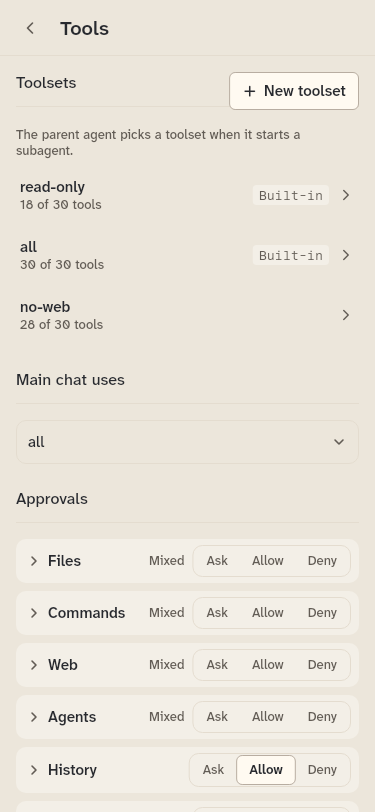 Tools
Toolsets
+ New toolset
The parent agent picks a toolset when it starts a
subagent.
read-only
18 of 30 tools
Built-in
all
30 of 30 tools
Built-in
no-web
28 of 30 tools
Main chat uses
all
Approvals
Files Mixed Ask Allow Deny
Commands Mixed Ask Allow Deny
Web Mixed Ask Allow Deny
Agents Mixed Ask Allow Deny
History Ask Allow Deny